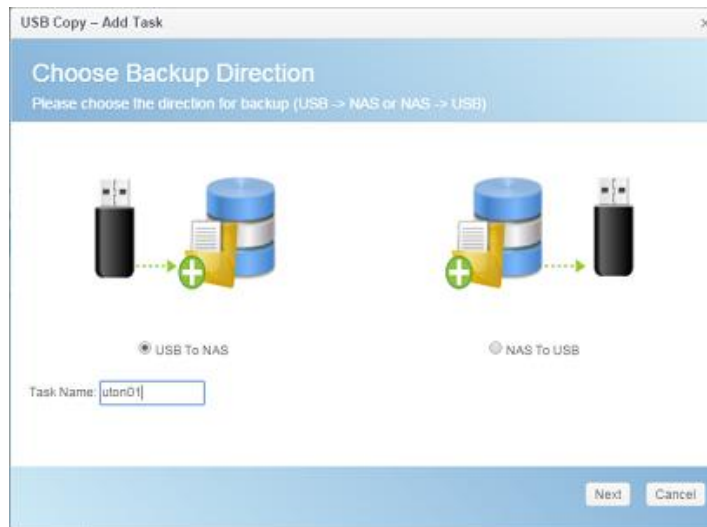 USB Copy – Add Task
Choose Backup Direction
Please choose the direction for backup (USB -> NAS or NAS -> USB)
USB To NAS
NAS To USB
Task Name: uton01
Next
Cancel